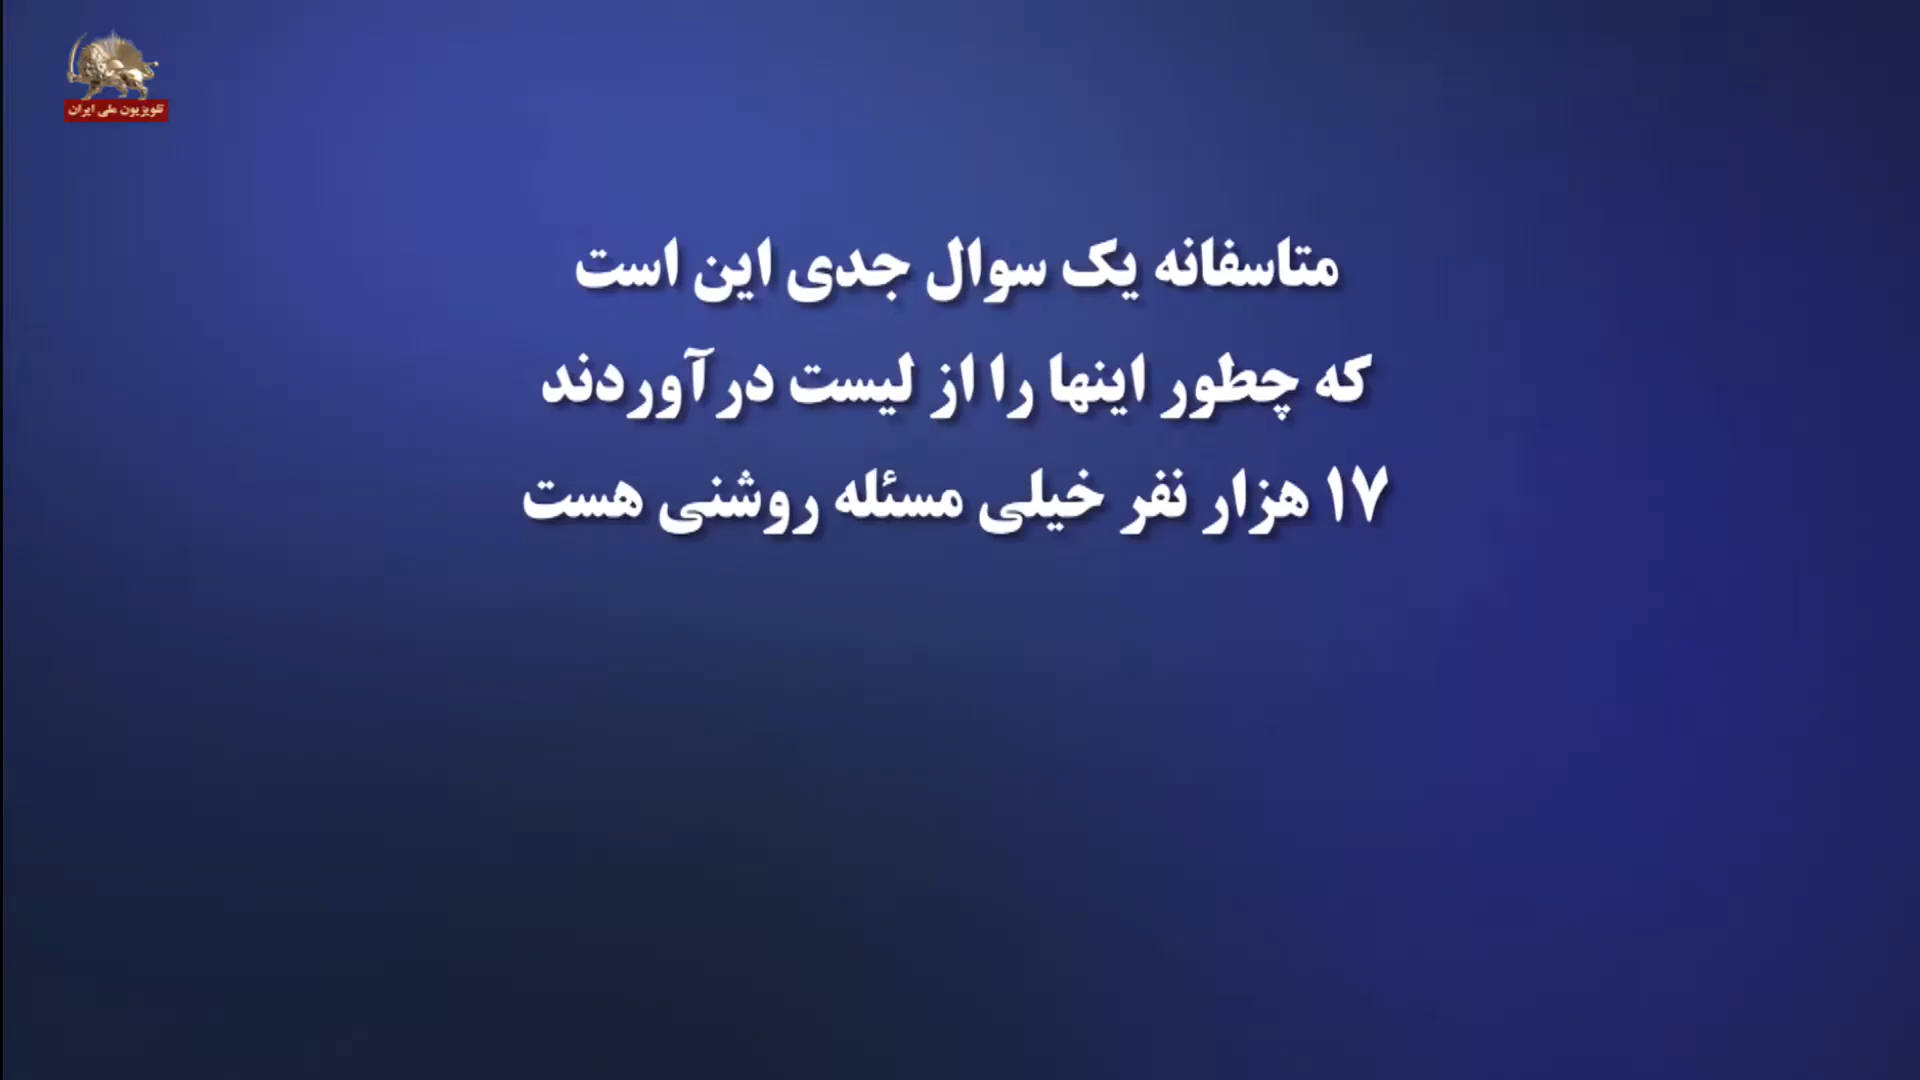 تلویزیون ملی ایران
متاسفانه یک سوال جدی این است
که چطور اینها را از لیست درآوردند
۱۷ هزار نفر خیلی مسئله روشنی هست